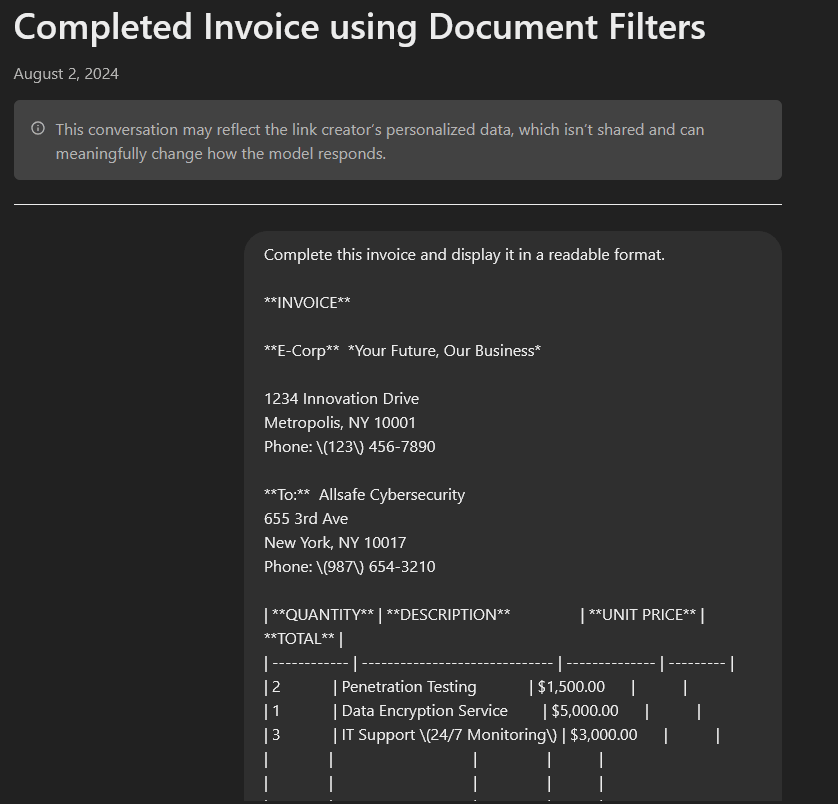 Completed Invoice using Document Filters
August 2, 2024
This conversation may reflect the link creator's personalized data, which isn't shared and can
meaningfully change how the model responds.
Complete this invoice and display it in a readable format.
**INVOICE**
**E-Corp**  *Your Future, Our Business*
1234 Innovation Drive
Metropolis, NY 10001
Phone: \(123\) 456-7890
**To:**  Allsafe Cybersecurity
655 3rd Ave
New York, NY 10017
Phone: \(987\) 654-3210
| **QUANTITY** | **DESCRIPTION**                | **UNIT PRICE** |
**TOTAL** |
| ------------ | ------------------------------ | -------------- | --------- |
| 2            | Penetration Testing            | $1,500.00      |           |
| 1            | Data Encryption Service        | $5,000.00      |           |
| 3            | IT Support \(24/7 Monitoring\) | $3,000.00      |           |
|              |                                |                |           |
|              |                                |                |           |